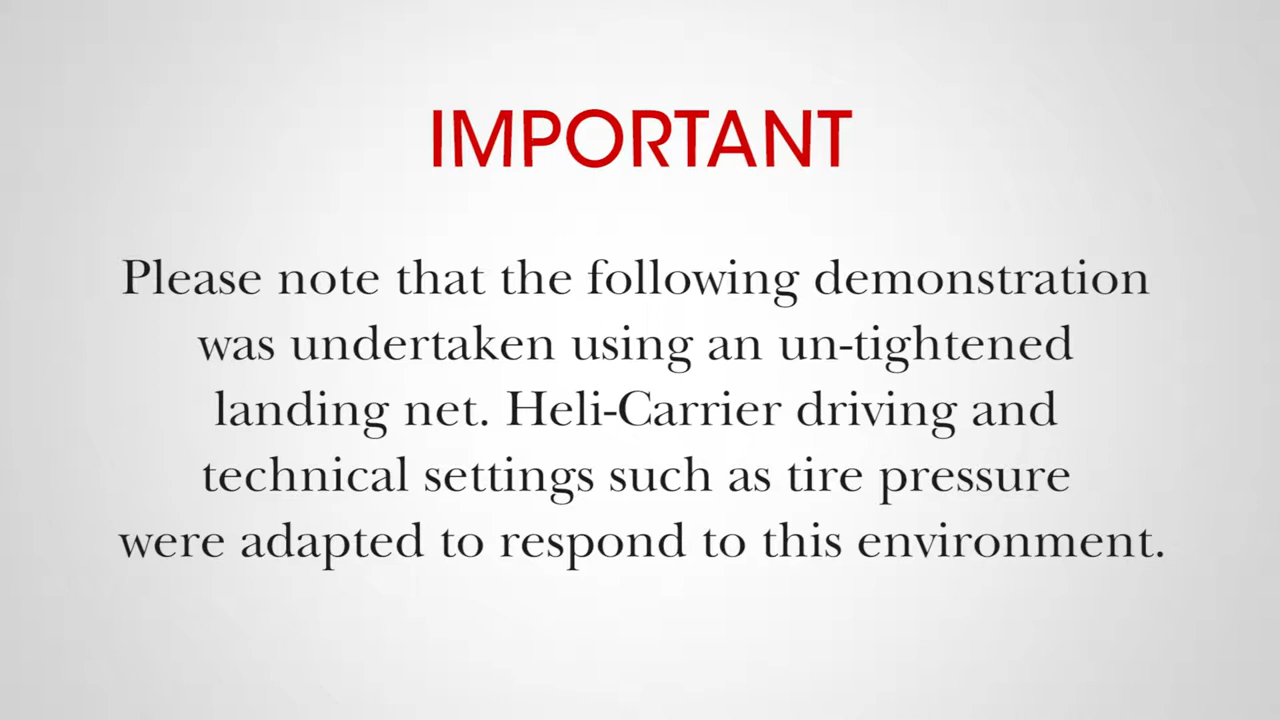 IMPORTANT
Please note that the following demonstration
was undertaken using an un-tightened
landing net. Heli-Carrier driving and
technical settings such as tire pressure
were adapted to respond to this environment.